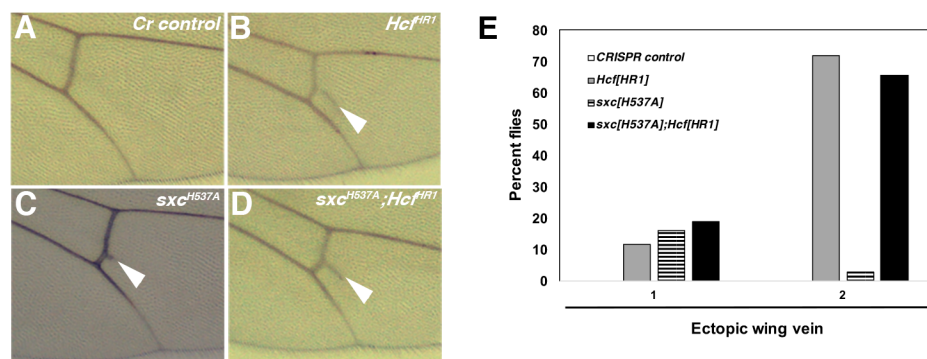 A
Cr control
B
Hcf^HR1
C
sxc^H537A
D
sxc^H537A;Hcf^HR1
E
80
70
60
50
40
30
20
10
0
Percent flies
CRISPR control
Hcf[HR1]
sxc[H537A]
sxc[H537A];Hcf[HR1]
1
2
Ectopic wing vein